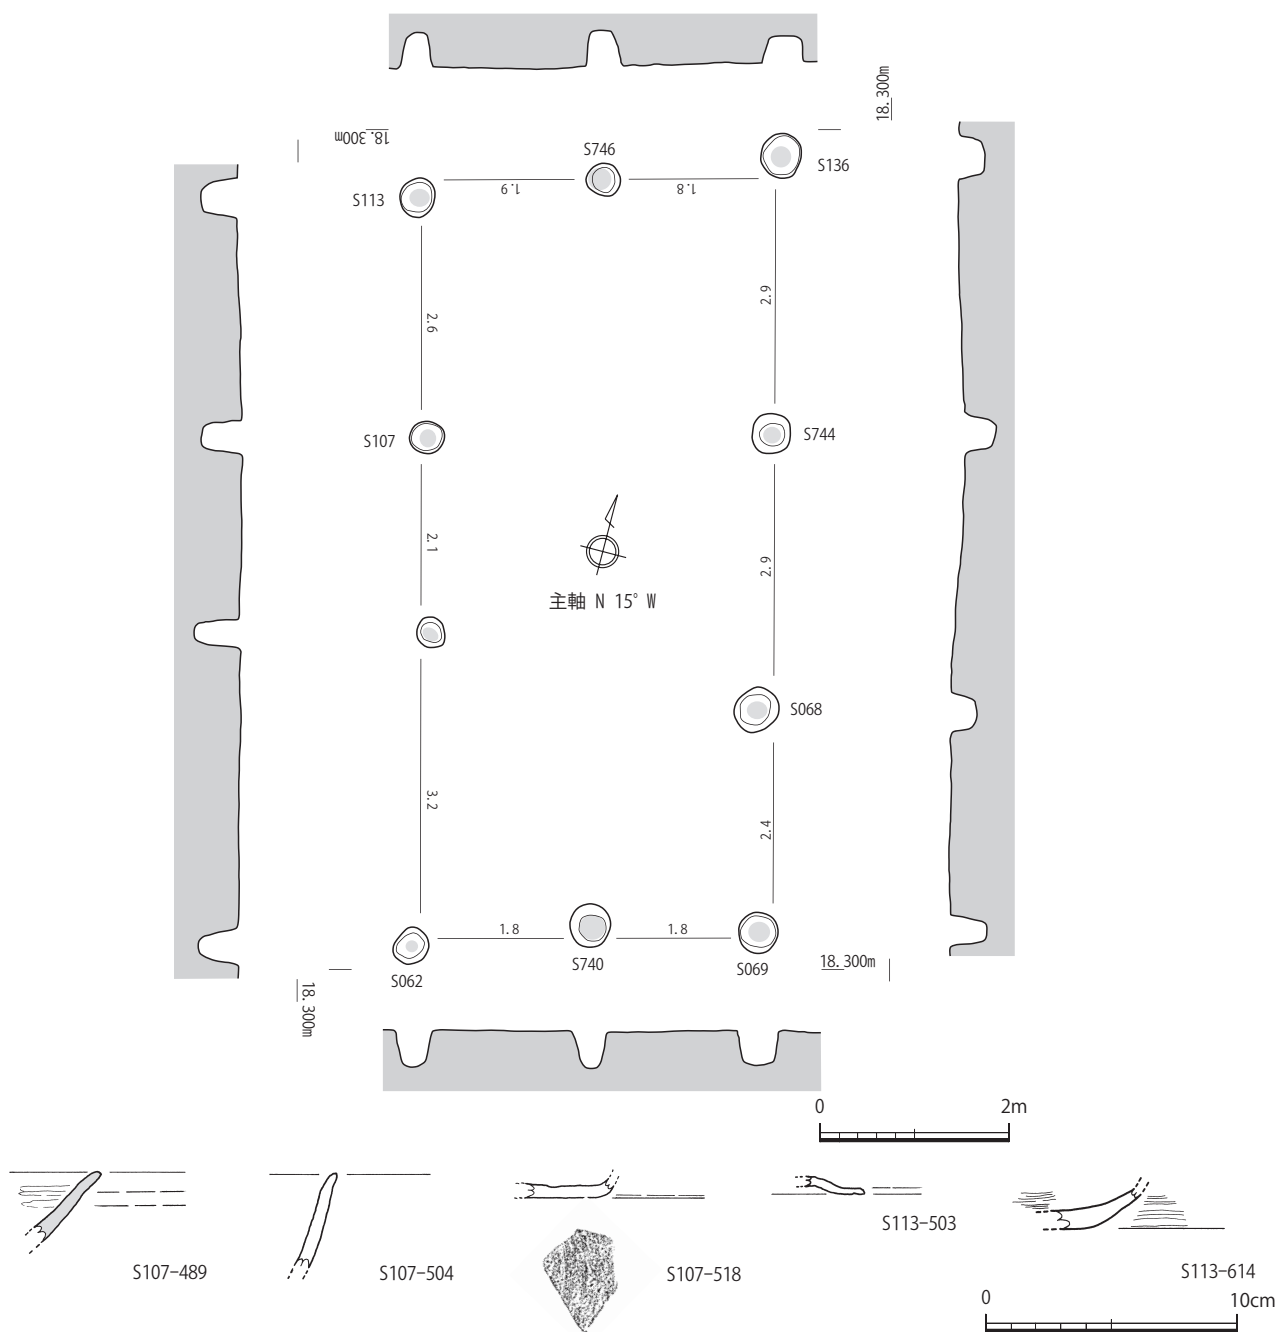 18.300m
18.300m
S746
S136
S113
1.9
1.8
2.9
2.6
S107
S744
2.1
2.9
主軸 N 15° W
S068
3.2
2.4
1.8
1.8
S062
S740
S069
18.300m
18.300m
0 2m
S107-489
S107-504
S107-518
S113-503
S113-614
0 10cm